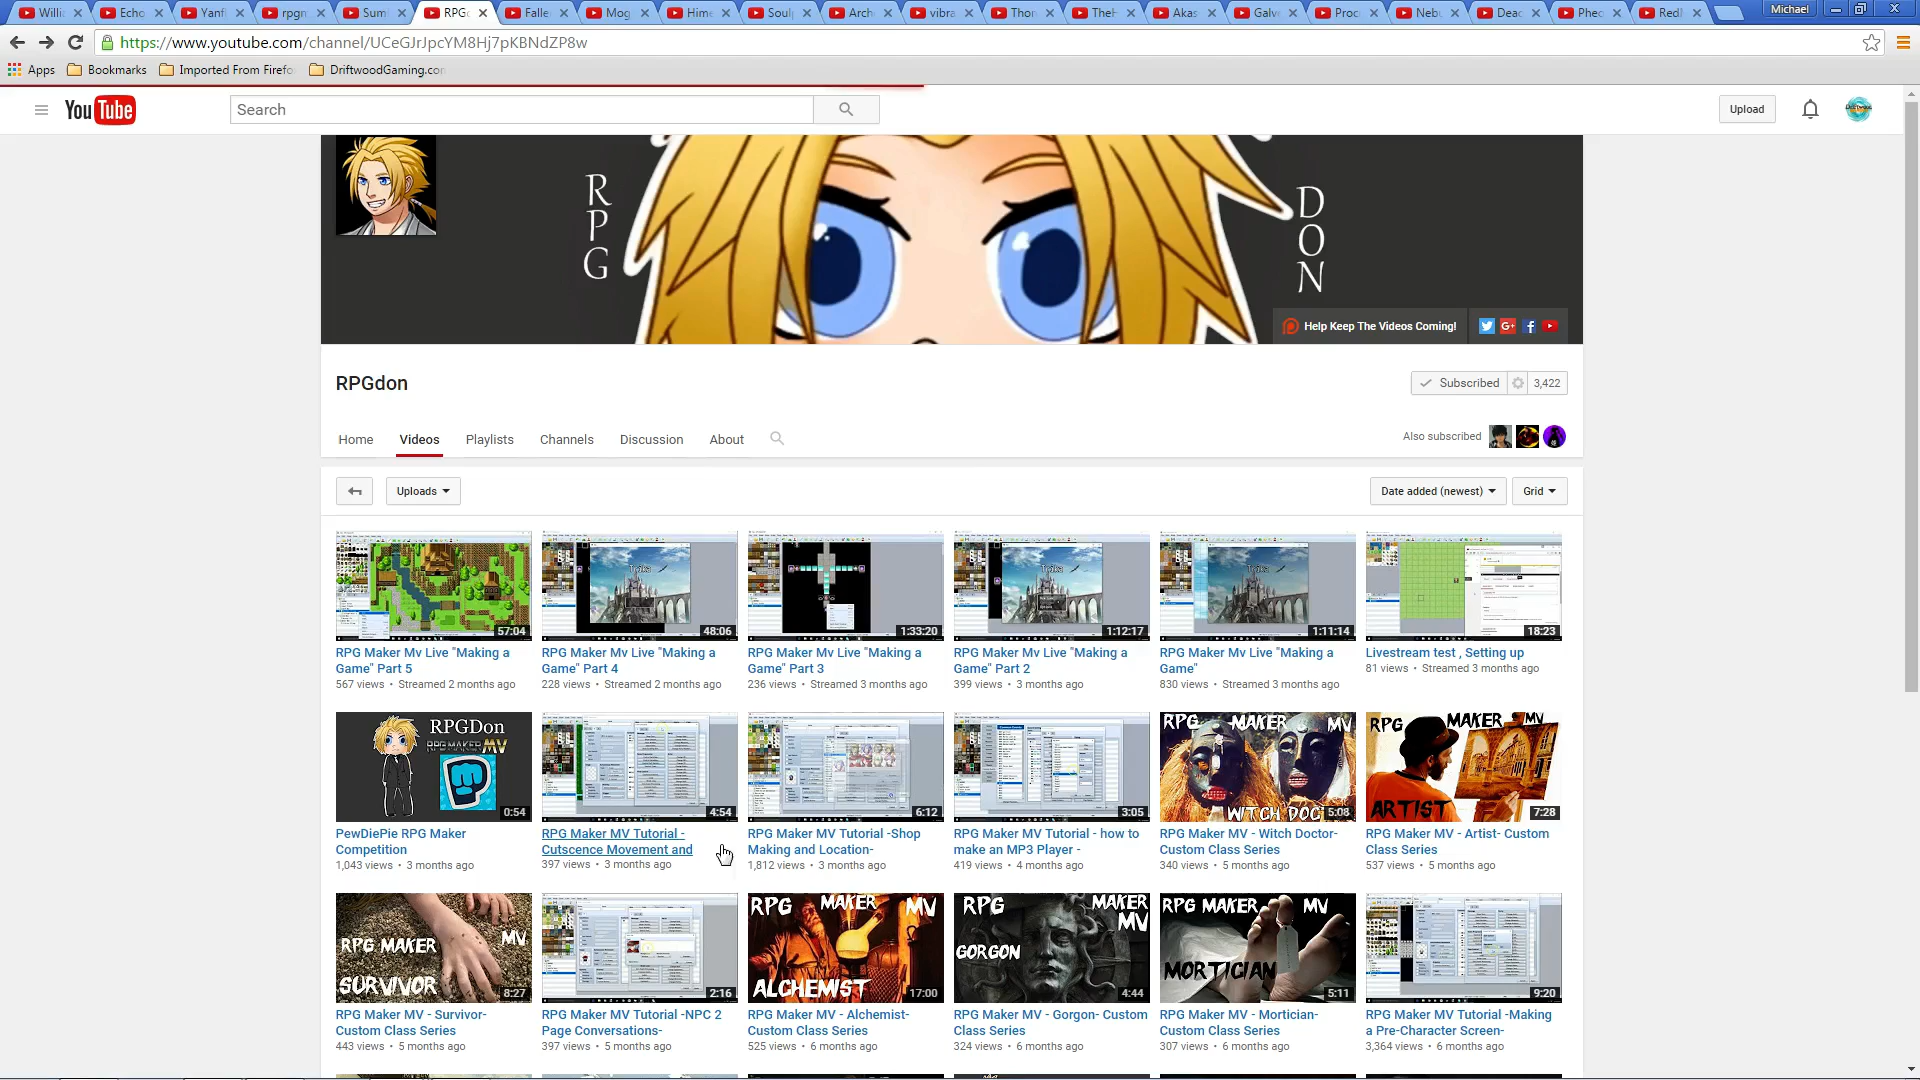 Willic
Echo
Yanfl
rpgn
Suml
RPGc
Falle
Mog
Hime
Soul
Arch
vibra
Thor
TheH
Akas
Galv
Proc
Nebu
Deac
Pheo
Red
Michael
https://www.youtube.com/channel/UCeGJrJpcYM8Hj7pKBNdZP8w
Apps Bookmarks Imported From Firefo DriftwoodGaming.con
YouTube
Search
Upload
RPG
DON
Help Keep The Videos Coming!
RPGdon
Subscribed 3,422
Home Videos Playlists Channels Discussion About
Also subscribed
Uploads
Date added (newest) Grid
57:04
48:06
1:33:20
1:12:17
1:11:14
18:23
RPG Maker Mv Live "Making a
Game" Part 5
567 views • Streamed 2 months ago
RPG Maker Mv Live "Making a
Game" Part 4
228 views • Streamed 2 months ago
RPG Maker Mv Live "Making a
Game" Part 3
236 views • Streamed 3 months ago
RPG Maker Mv Live "Making a
Game" Part 2
399 views • 3 months ago
RPG Maker Mv Live "Making a
Game"
830 views • Streamed 3 months ago
Livestream test , Setting up
81 views • Streamed 3 months ago
RPGDon
RPG MAKER MV
0:54
PewDiePie RPG Maker
Competition
1,043 views • 3 months ago
4:54
RPG Maker MV Tutorial -
Cutscence Movement and
397 views • 3 months ago
6:12
RPG Maker MV Tutorial -Shop
Making and Location-
1,812 views • 3 months ago
3:05
RPG Maker MV Tutorial - how to
make an MP3 Player -
419 views • 4 months ago
RPG MAKER MV
WITCH DOC
5:08
RPG Maker MV - Witch Doctor-
Custom Class Series
340 views • 5 months ago
RPG MAKER MV
ARTIST
7:28
RPG Maker MV - Artist- Custom
Class Series
537 views • 5 months ago
RPG MAKER MV
SURVIVOR
8:27
RPG Maker MV - Survivor-
Custom Class Series
443 views • 5 months ago
2:16
RPG Maker MV Tutorial -NPC 2
Page Conversations-
397 views • 5 months ago
RPG MAKER MV
ALCHEMIST
17:00
RPG Maker MV - Alchemist-
Custom Class Series
525 views • 6 months ago
RPG MAKER MV
GORGON
4:44
RPG Maker MV - Gorgon- Custom
Class Series
324 views • 6 months ago
RPG MAKER MV
MORTICIAN
5:11
RPG Maker MV - Mortician-
Custom Class Series
307 views • 6 months ago
9:20
RPG Maker MV Tutorial -Making
a Pre-Character Screen-
3,364 views • 6 months ago